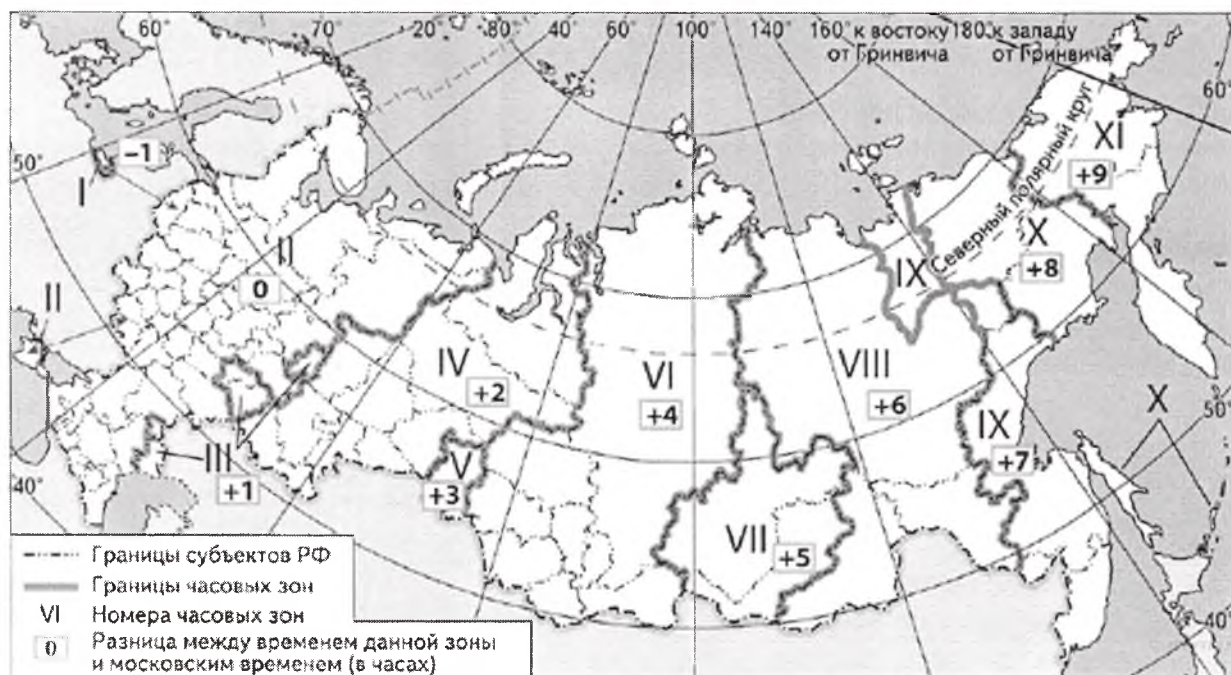 60° 70° 80° 40° 60° 100° 140° 160° к востоку от Гринвича 180° к западу от Гринвича
60°
50°
40°
50°
40°
Северный полярный круг
I
−1
II
II
0
III
+1
IV
+2
V
+3
VI
+4
VII
+5
VIII
+6
IX
IX
+7
X
+8
X
XI
+9
Границы субъектов РФ
Границы часовых зон
VI Номера часовых зон
0 Разница между временем данной зоны
и московским временем (в часах)